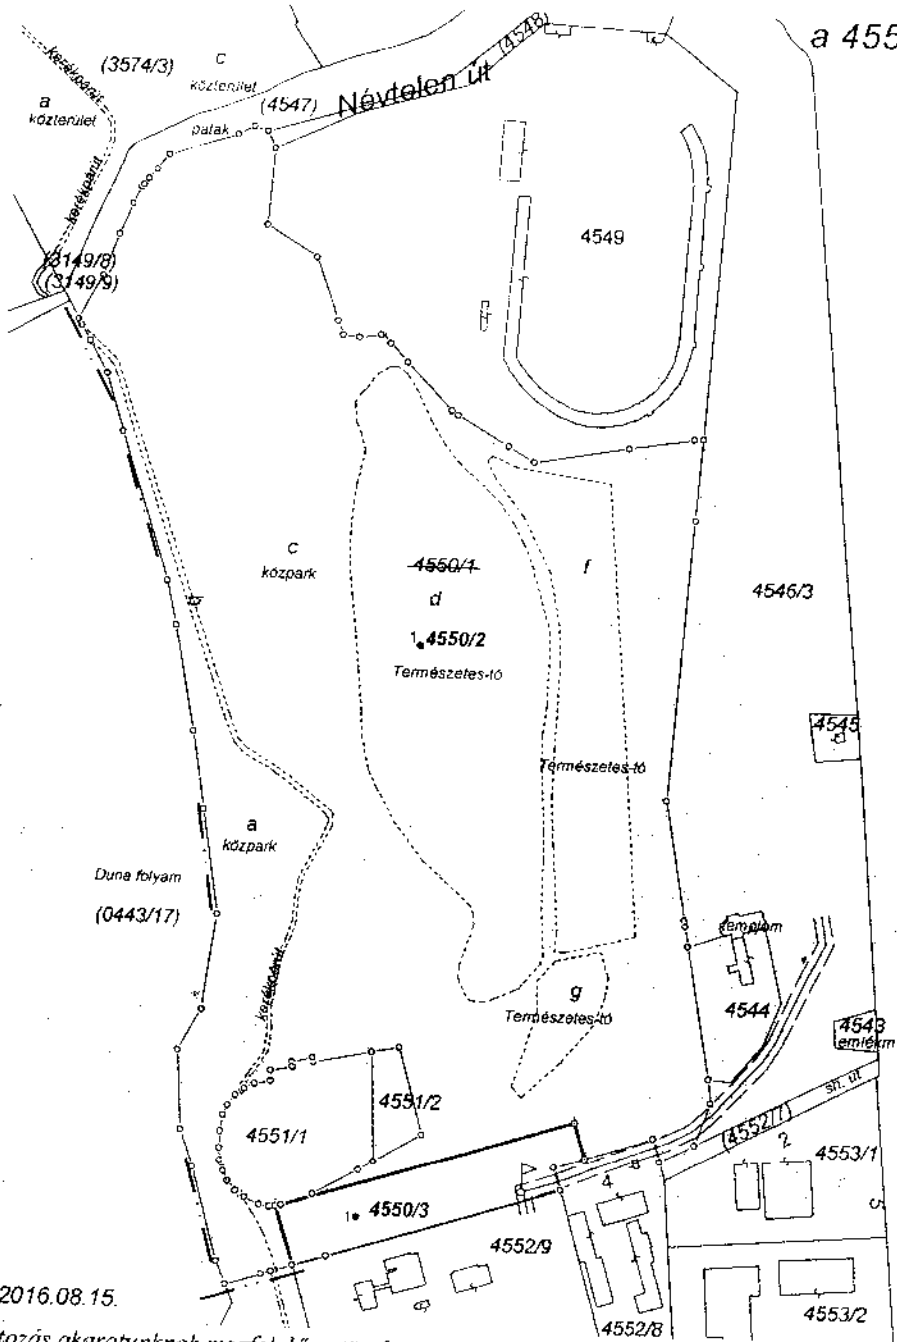 a 455
(4548)
kerékpárút
(3574/3)
c
közterület
a
közterület
(4547)
Névtelen út
patak
kerékpárút
4549
(3149/8)
(3149/9)
c
közpark
4550/1
f
d
4546/3
1 4550/2
Természetes-tó
4545
Természetes-tó
a
közpark
Duna folyam
(0443/17)
templom
kerékpárút
g
4544
Természetes-tó
4543
emlékm
sh. út
4551/2
4551/1
(4552/7)
2
4553/1
8
4
5
1 4550/3
4552/9
2016.08.15.
4553/2
4552/8